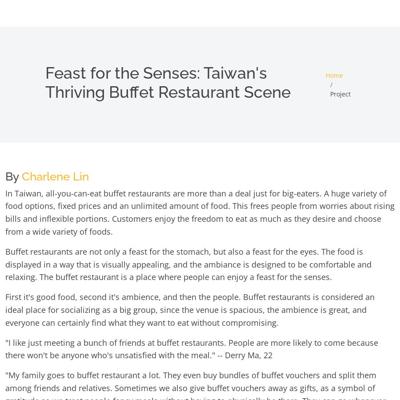 Feast for the Senses: Taiwan's
Thriving Buffet Restaurant Scene
Home
/
Project
By Charlene Lin
In Taiwan, all-you-can-eat buffet restaurants are more than a deal just for big-eaters. A huge variety of
food options, fixed prices and an unlimited amount of food. This frees people from worries about rising
bills and inflexible portions. Customers enjoy the freedom to eat as much as they desire and choose
from a wide variety of foods.
Buffet restaurants are not only a feast for the stomach, but also a feast for the eyes. The food is
displayed in a way that is visually appealing, and the ambiance is designed to be comfortable and
relaxing. The buffet restaurant is a place where people can enjoy a feast for the senses.
First it's good food, second it's ambience, and then the people. Buffet restaurants is considered an
ideal place for socializing as a big group, since the venue is spacious, the ambience is great, and
everyone can certainly find what they want to eat without compromising.
"I like just meeting a bunch of friends at buffet restaurants. People are more likely to come because
there won't be anyone who's unsatisfied with the meal." -- Derry Ma, 22
"My family goes to buffet restaurant a lot. They even buy bundles of buffet vouchers and split them
among friends and relatives. Sometimes we also give buffet vouchers away as gifts, as a symbol of